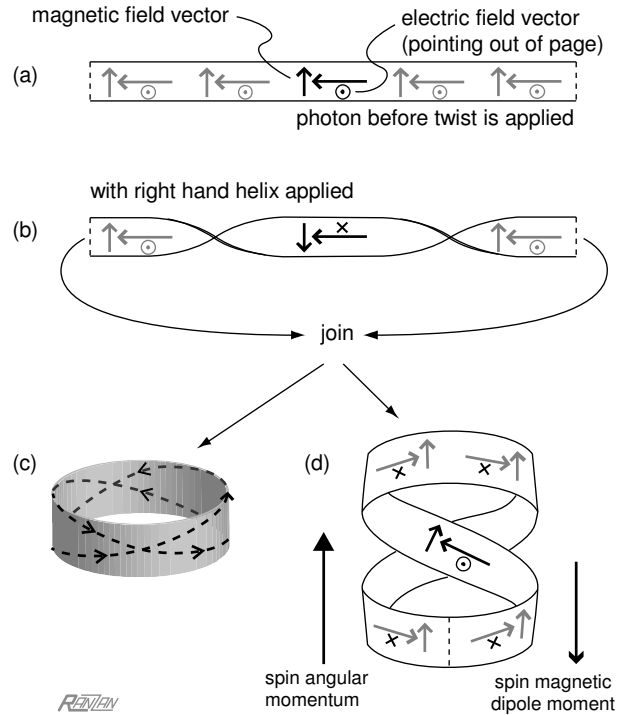 magnetic field vector
electric field vector
(pointing out of page)
(a)
photon before twist is applied
with right hand helix applied
(b)
join
(c)
(d)
spin angular
momentum
spin magnetic
dipole moment